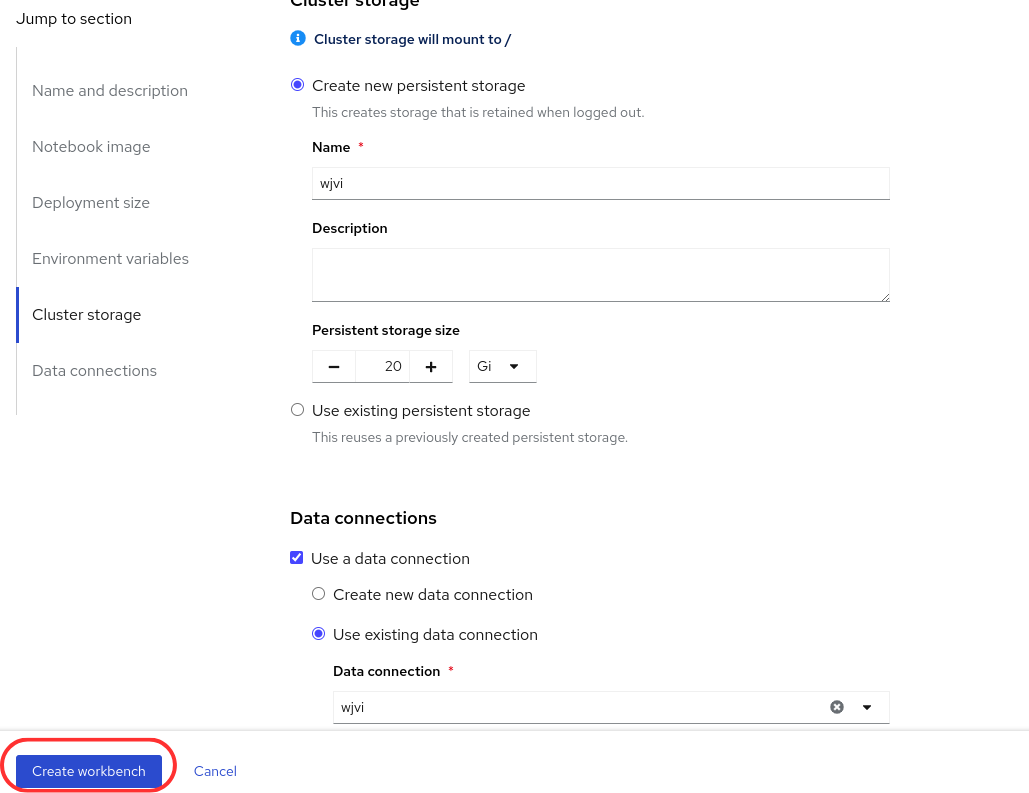 Jump to section
Name and description
Notebook image
Deployment size
Environment variables
Cluster storage
Data connections
Cluster storage
Cluster storage will mount to /
Create new persistent storage
This creates storage that is retained when logged out.
Name *
wjvi
Description
Persistent storage size
20
Gi
Use existing persistent storage
This reuses a previously created persistent storage.
Data connections
Use a data connection
Create new data connection
Use existing data connection
Data connection *
wjvi
Create workbench
Cancel